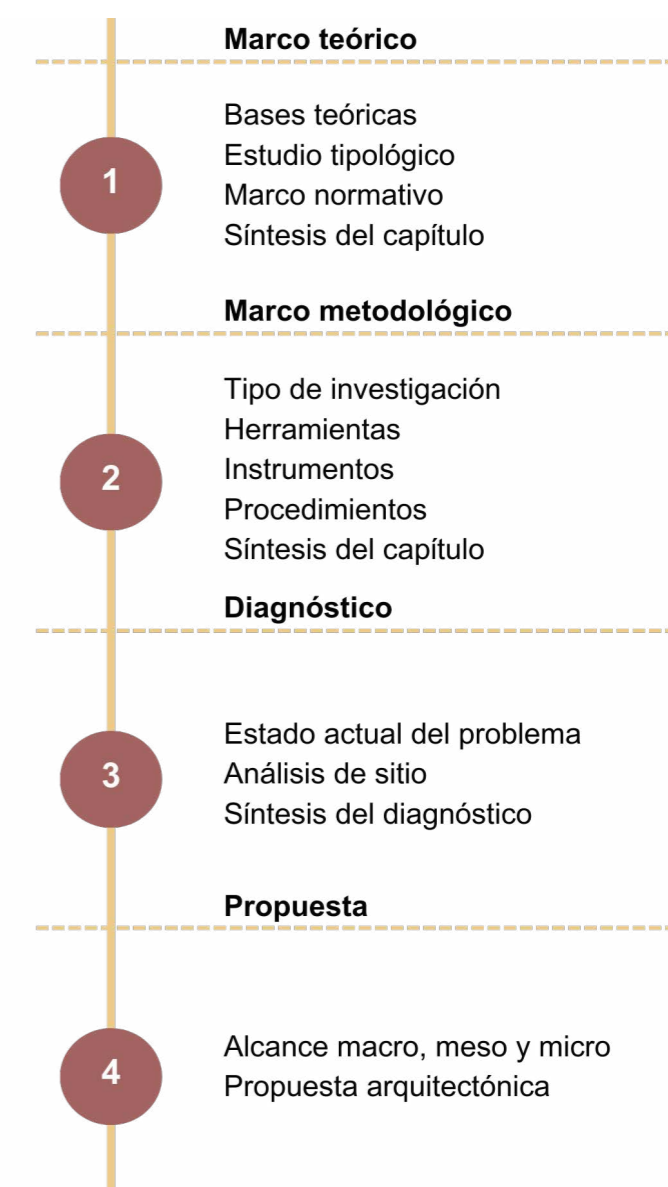 Marco teórico
1
Bases teóricas
Estudio tipológico
Marco normativo
Síntesis del capítulo
Marco metodológico
2
Tipo de investigación
Herramientas
Instrumentos
Procedimientos
Síntesis del capítulo
Diagnóstico
3
Estado actual del problema
Análisis de sitio
Síntesis del diagnóstico
Propuesta
4
Alcance macro, meso y micro
Propuesta arquitectónica